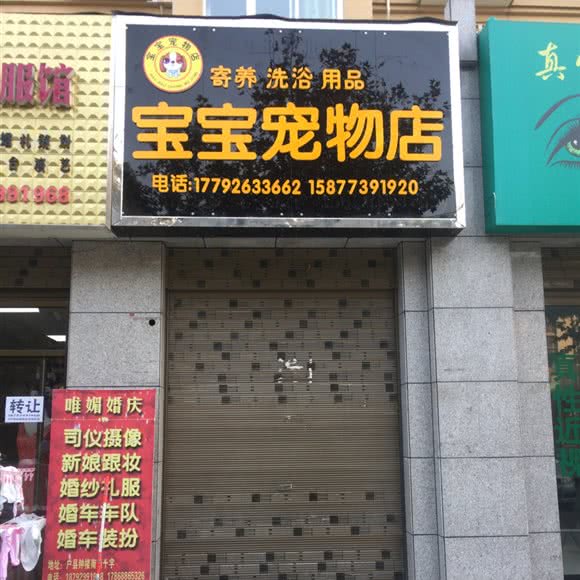 宝宝宠物店
寄养 洗浴 用品
宝宝宠物店
电话:17792633662 15877391920
服馆
881968
真
转让
唯媚婚庆
司仪摄像
新娘跟妆
婚纱礼服
婚车车队
婚车装扮